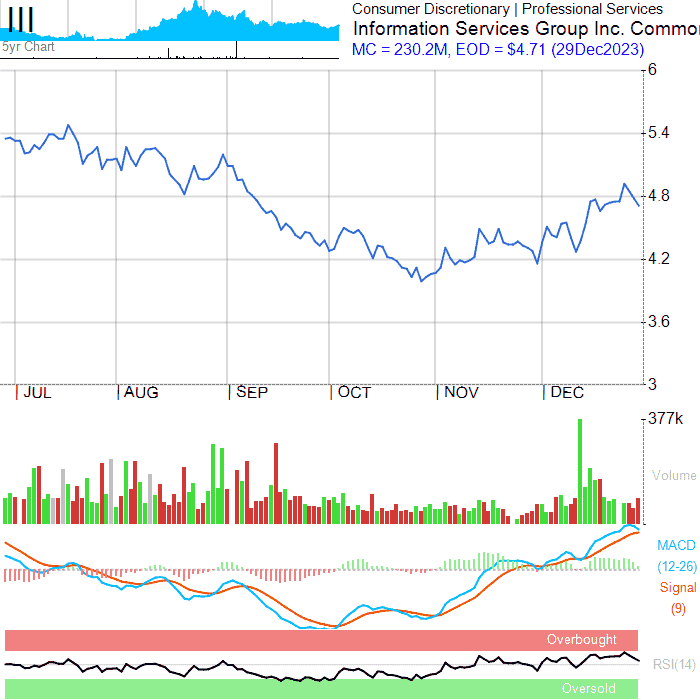 III
5yr Chart
Consumer Discretionary | Professional Services
Information Services Group Inc. Common
MC = 230.2M, EOD = $4.71 (29Dec2023)
6
5.4
4.8
4.2
3.6
3
| JUL | AUG | SEP | OCT | NOV | DEC
377k
Volume
MACD
(12-26)
Signal
(9)
Overbought
RSI(14)
Oversold